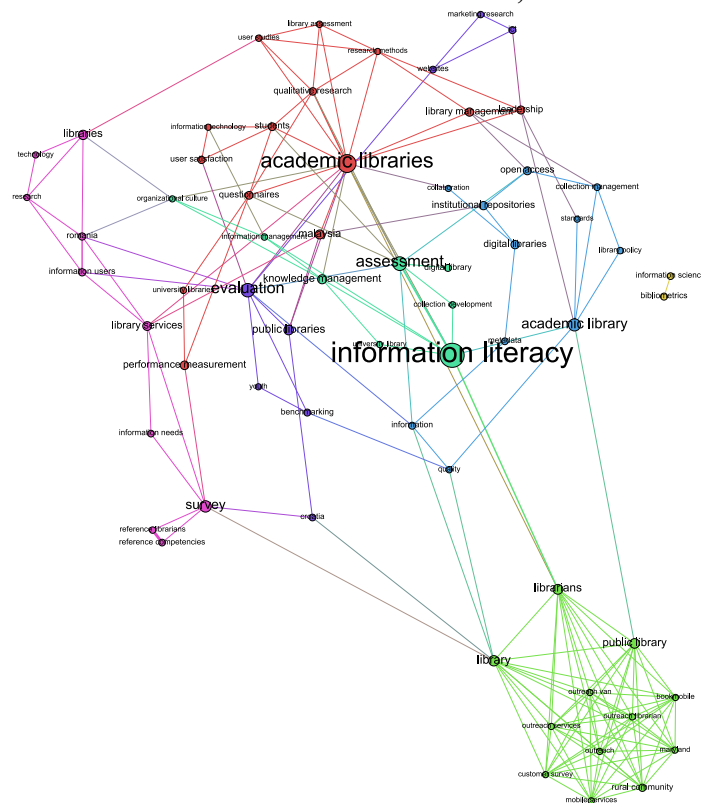 marketing research
library assessment
user studies
research methods
websites
qualitative research
library management
leadership
information technology
students
libraries
technology
academic libraries
user satisfaction
open access
collaboration
collection management
research
organizational culture
questionnaires
institutional repositories
standards
romania
information management
malaysia
digital libraries
library policy
information users
assessment
digital library
information science
knowledge management
university libraries
evaluation
bibliometrics
collection development
library services
public libraries
academic library
metadata
university library
information literacy
performance measurement
youth
benchmarking
information needs
information
quality
survey
croatia
reference librarians
reference competencies
librarians
public library
library
outreach van
bookmobile
outreach librarian
outreach services
outreach
maryland
customer survey
rural community
mobile services